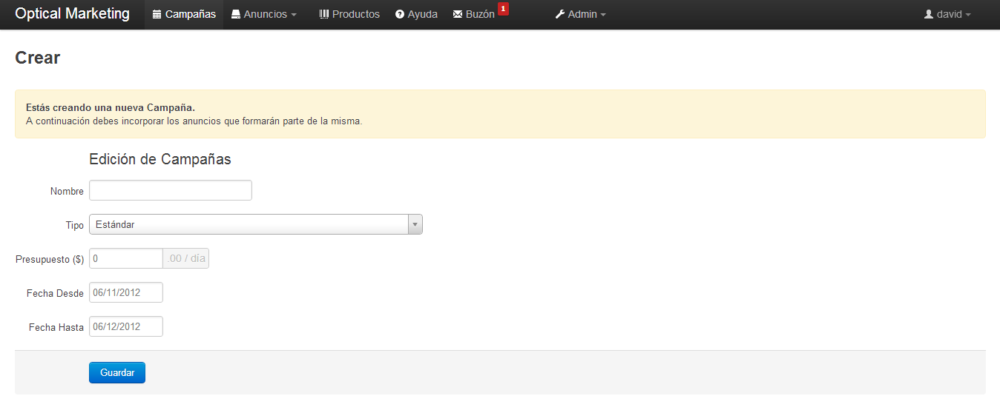 Optical Marketing Campañas Anuncios Productos Ayuda Buzón 1 Admin david
Crear
Estás creando una nueva Campaña.
A continuación debes incorporar los anuncios que formarán parte de la misma.
Edición de Campañas
Nombre
Tipo Estándar
Presupuesto ($) 0 .00 / día
Fecha Desde 06/11/2012
Fecha Hasta 06/12/2012
Guardar